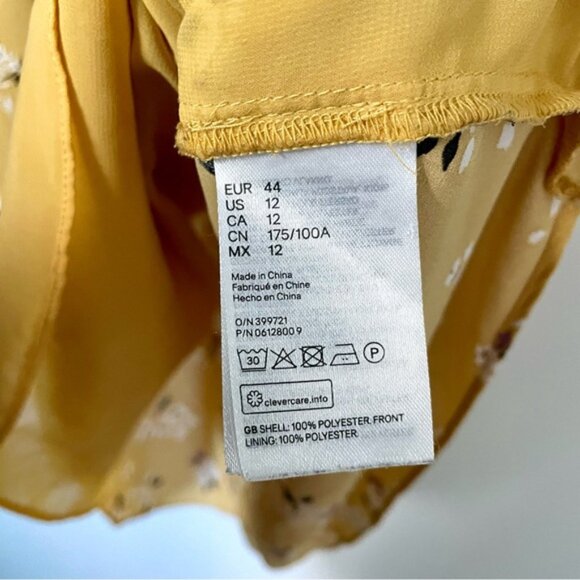 EUR 44
US 12
CA 12
CN 175/100A
MX 12
Made in China
Fabriqué en Chine
Hecho en China
O/N 399721
P/N 0612800 9
30 P
clevercare.info
GB SHELL: 100% POLYESTER. FRONT
LINING: 100% POLYESTER.